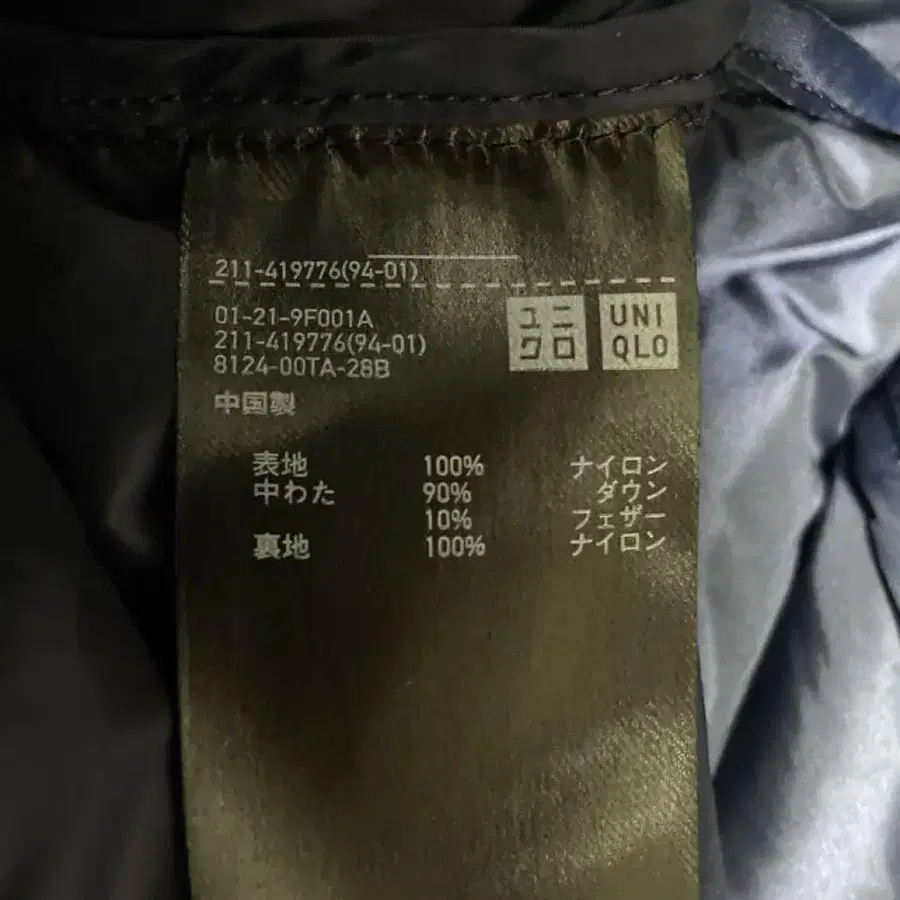 211-419776(94-01)
01-21-9F001A
211-419776(94-01)
8124-00TA-28B
ユニ
クロ
UNI
QLO
中国製
表地 100% ナイロン
中わた 90% ダウン
10% フェザー
裏地 100% ナイロン